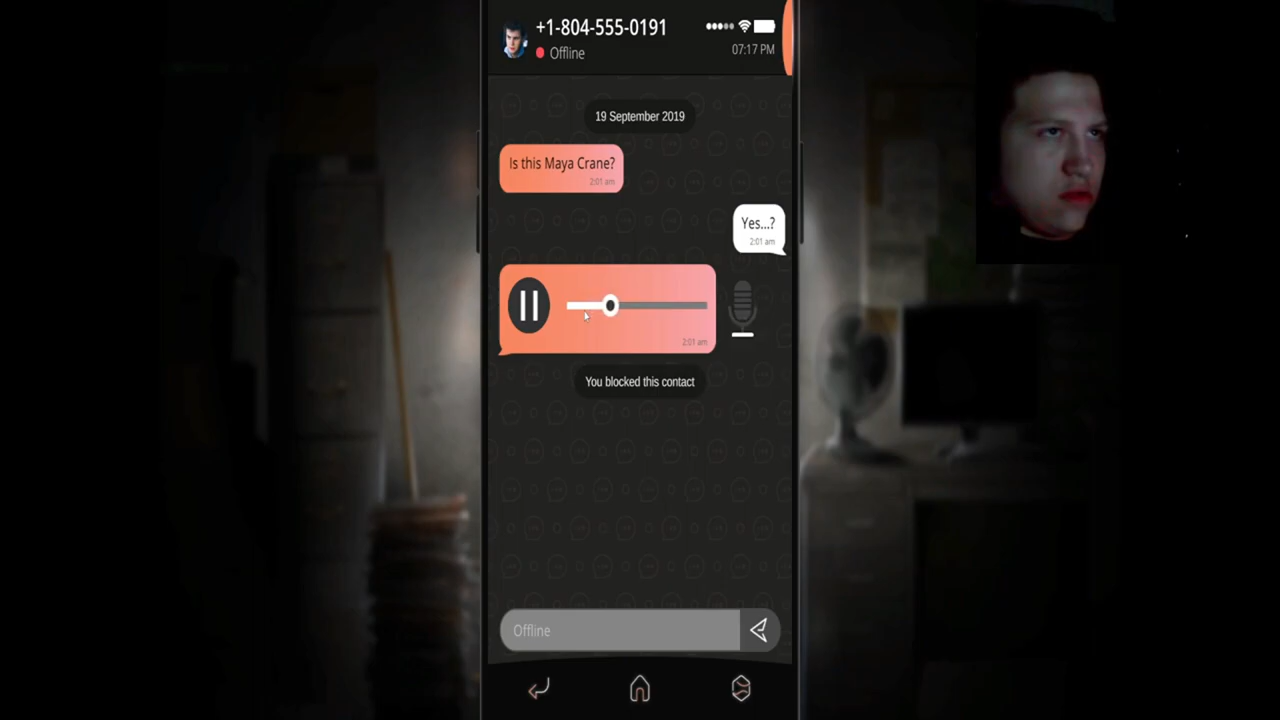 +1-804-555-0191
Offline
07:17 PM
19 September 2019
Is this Maya Crane?
2:01 am
Yes...?
2:01 am
2:01 am
You blocked this contact
Offline